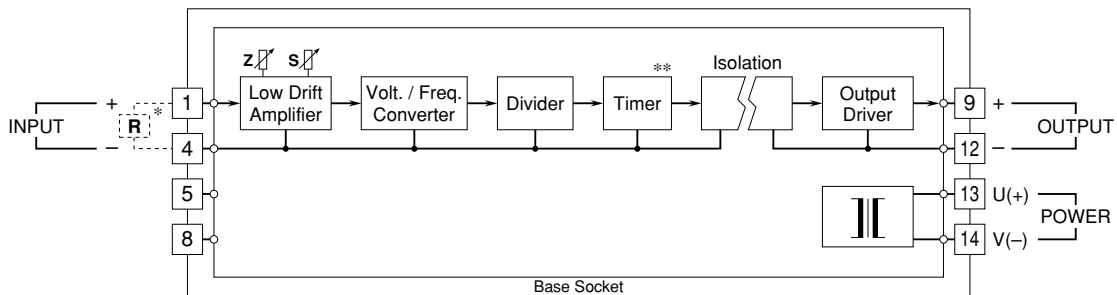 Z S
Isolation
**
1
Low Drift
Amplifier
Volt. / Freq.
Converter
Divider
Timer
Output
Driver
9 +
+
*
INPUT
R
OUTPUT
–
4
12 –
5
13 U(+)
POWER
8
14 V(–)
Base Socket